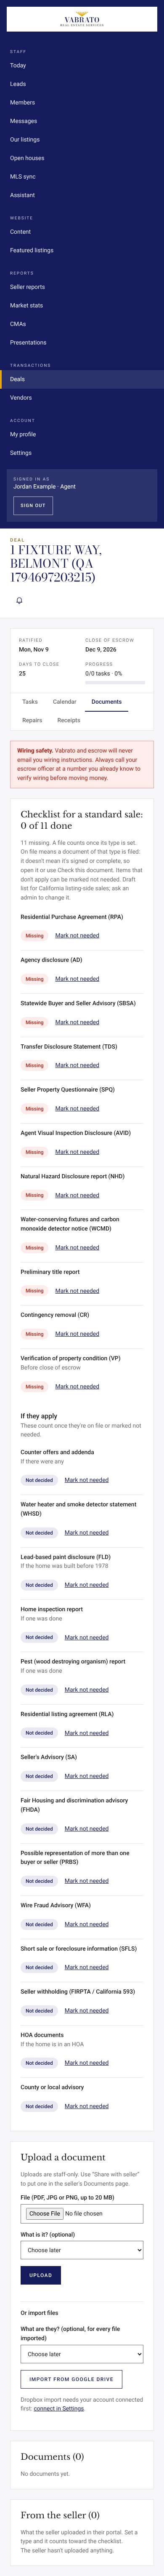 VABRATO
REAL ESTATE SERVICES
STAFF
Today
Leads
Members
Messages
Our listings
Open houses
MLS sync
Assistant
WEBSITE
Content
Featured listings
REPORTS
Seller reports
Market stats
CMAs
Presentations
TRANSACTIONS
Deals
Vendors
ACCOUNT
My profile
Settings
SIGNED IN AS
Jordan Example · Agent
SIGN OUT
DEAL
1 FIXTURE WAY,
BELMONT (QA
1794697203215)
RATIFIED
Mon, Nov 9
CLOSE OF ESCROW
Dec 9, 2026
DAYS TO CLOSE
25
PROGRESS
0/0 tasks · 0%
Tasks
Calendar
Documents
Repairs
Receipts
Wiring safety. Vabrato and escrow will never
email you wiring instructions. Always call your
escrow officer at a number you already know to
verify wiring before moving money.
Checklist for a standard sale:
0 of 11 done
11 missing. A file counts once its type is set.
On file means a document of that type is filed;
it doesn't mean it's signed or complete, so
open it or use Check this document. Items that
don't apply can be marked not needed. Draft
list for California listing-side sales; ask an
admin to change it.
Residential Purchase Agreement (RPA)
Missing
Mark not needed
Agency disclosure (AD)
Missing
Mark not needed
Statewide Buyer and Seller Advisory (SBSA)
Missing
Mark not needed
Transfer Disclosure Statement (TDS)
Missing
Mark not needed
Seller Property Questionnaire (SPQ)
Missing
Mark not needed
Agent Visual Inspection Disclosure (AVID)
Missing
Mark not needed
Natural Hazard Disclosure report (NHD)
Missing
Mark not needed
Water-conserving fixtures and carbon
monoxide detector notice (WCMD)
Missing
Mark not needed
Preliminary title report
Missing
Mark not needed
Contingency removal (CR)
Missing
Mark not needed
Verification of property condition (VP)
Before close of escrow
Missing
Mark not needed
If they apply
These count once they're on file or marked not
needed.
Counter offers and addenda
If there were any
Not decided
Mark not needed
Water heater and smoke detector statement
(WHSD)
Not decided
Mark not needed
Lead-based paint disclosure (FLD)
If the home was built before 1978
Not decided
Mark not needed
Home inspection report
If one was done
Not decided
Mark not needed
Pest (wood destroying organism) report
If one was done
Not decided
Mark not needed
Residential listing agreement (RLA)
Not decided
Mark not needed
Seller's Advisory (SA)
Not decided
Mark not needed
Fair Housing and discrimination advisory
(FHDA)
Not decided
Mark not needed
Possible representation of more than one
buyer or seller (PRBS)
Not decided
Mark not needed
Wire Fraud Advisory (WFA)
Not decided
Mark not needed
Short sale or foreclosure information (SFLS)
Not decided
Mark not needed
Seller withholding (FIRPTA / California 593)
Not decided
Mark not needed
HOA documents
If the home is in an HOA
Not decided
Mark not needed
County or local advisory
Not decided
Mark not needed
Upload a document
Uploads are staff-only. Use "Share with seller"
to put one in the seller's Documents page.
File (PDF, JPG or PNG, up to 20 MB)
Choose File No file chosen
What is it? (optional)
Choose later
UPLOAD
Or import files
What are they? (optional, for every file
imported)
Choose later
IMPORT FROM GOOGLE DRIVE
Dropbox import needs your account connected
first: connect in Settings.
Documents (0)
No documents yet.
From the seller (0)
What the seller uploaded in their portal. Set a
type and it counts toward the checklist.
The seller hasn't uploaded anything.